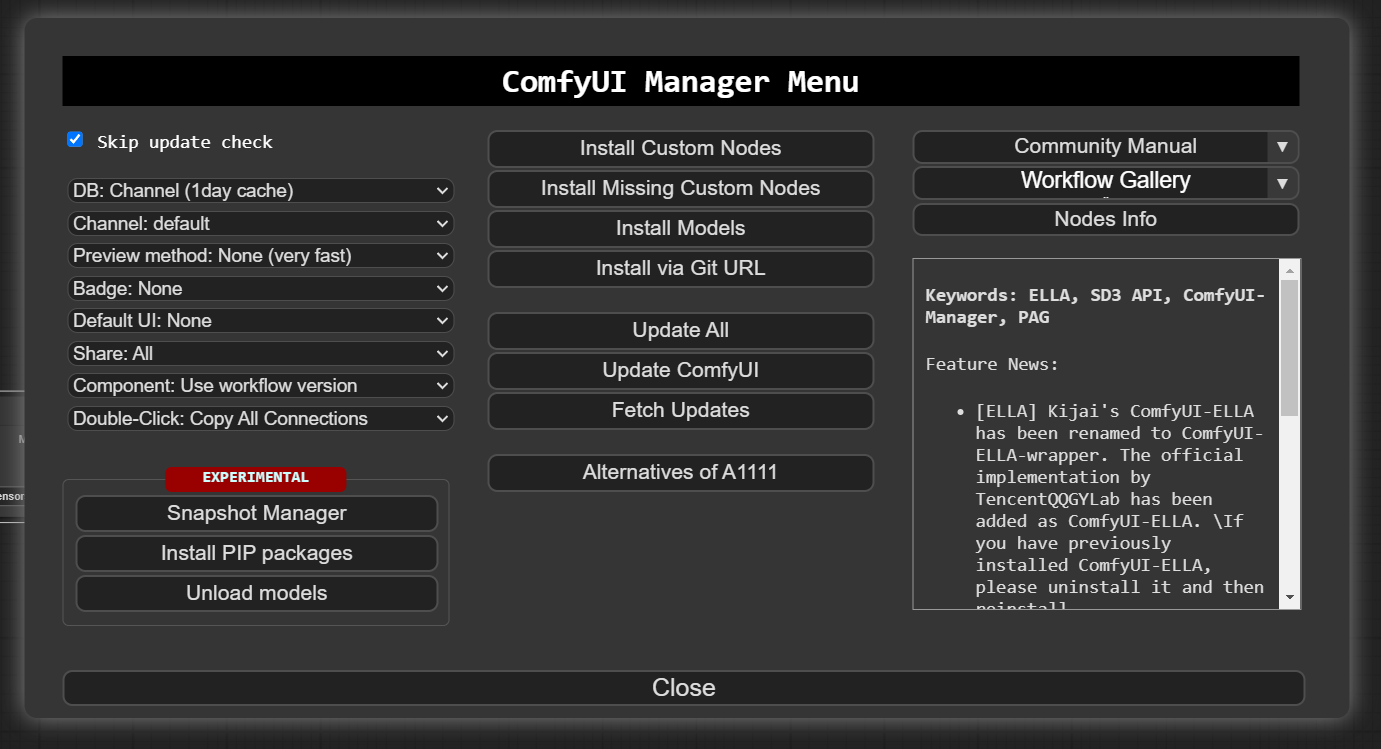 ComfyUI Manager Menu
Skip update check
DB: Channel (1day cache)
Channel: default
Preview method: None (very fast)
Badge: None
Default UI: None
Share: All
Component: Use workflow version
Double-Click: Copy All Connections
EXPERIMENTAL
Snapshot Manager
Install PIP packages
Unload models
Install Custom Nodes
Install Missing Custom Nodes
Install Models
Install via Git URL
Update All
Update ComfyUI
Fetch Updates
Alternatives of A1111
Community Manual
Workflow Gallery
Nodes Info
Keywords: ELLA, SD3 API, ComfyUI-
Manager, PAG
Feature News:
• [ELLA] Kijai's ComfyUI-ELLA
has been renamed to ComfyUI-
ELLA-wrapper. The official
implementation by
TencentQQGYLab has been
added as ComfyUI-ELLA. \If
you have previously
installed ComfyUI-ELLA,
please uninstall it and then
Close